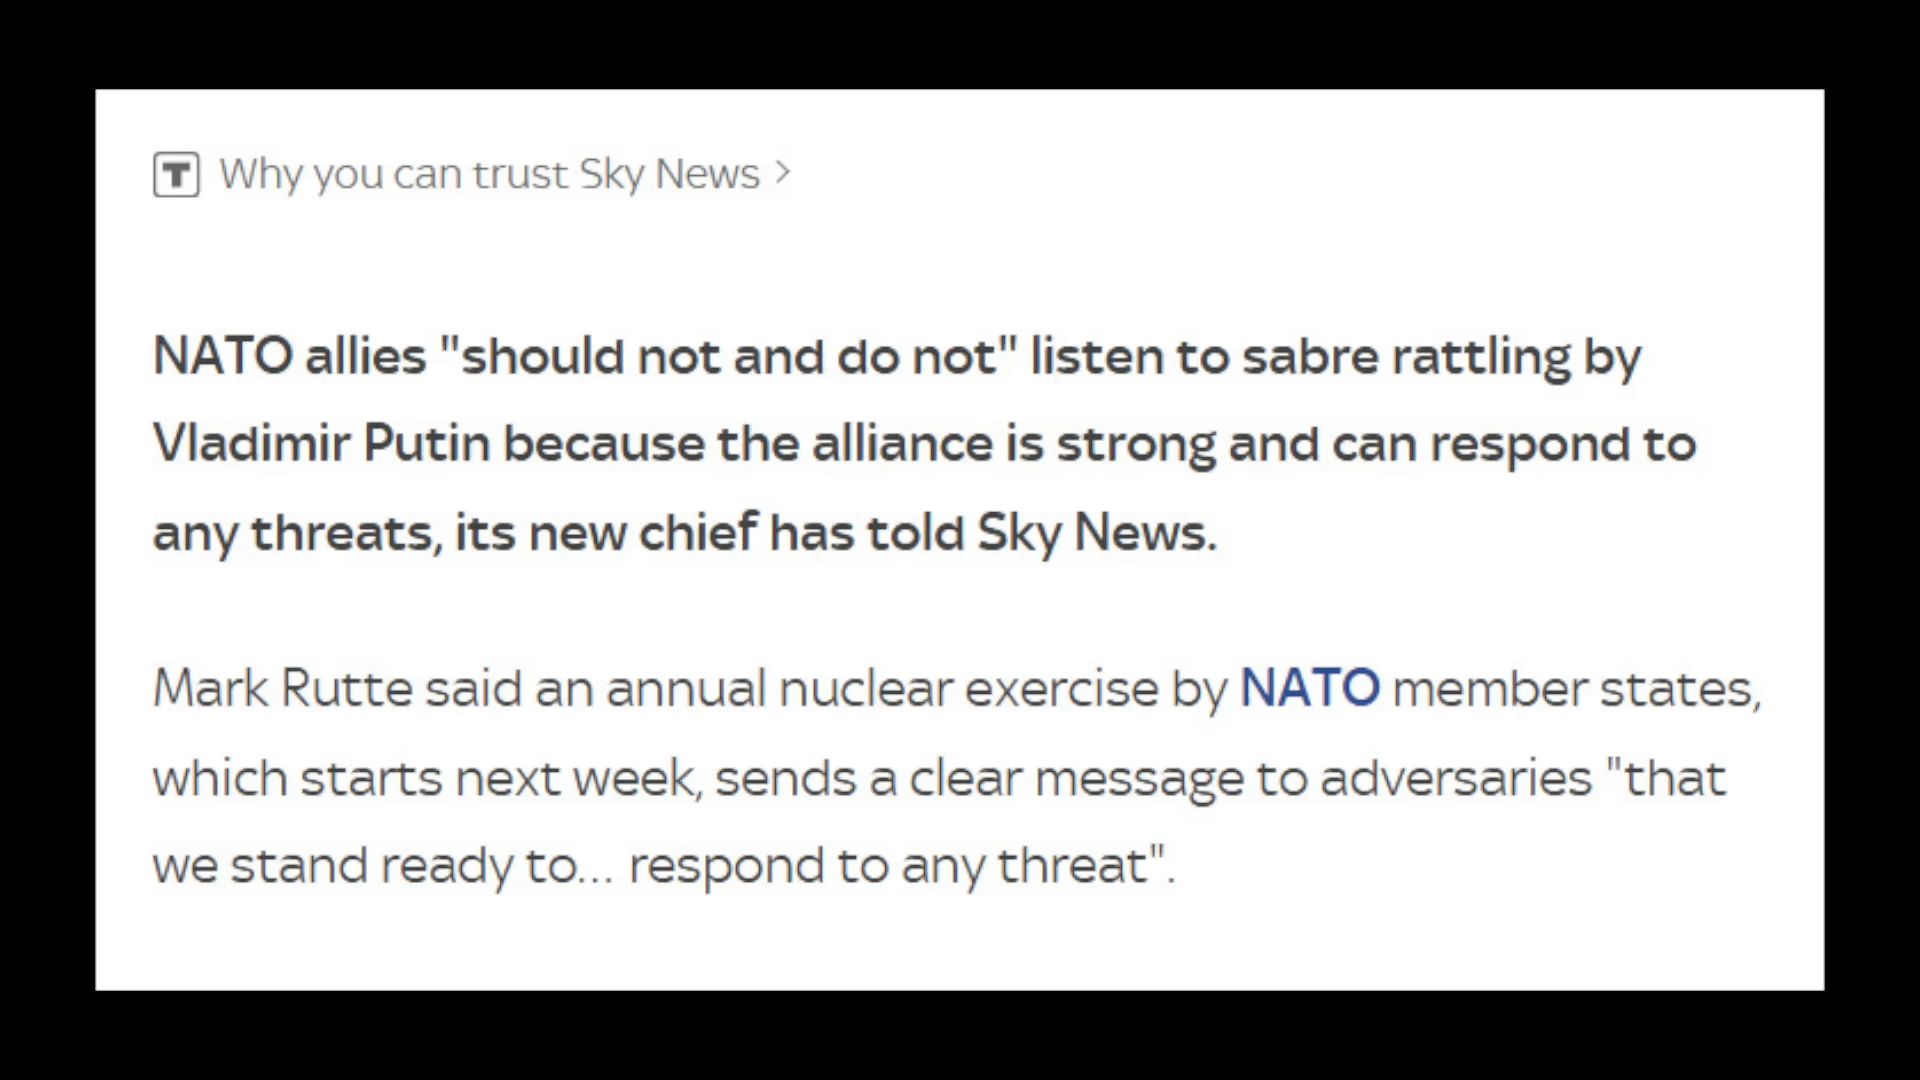 T Why you can trust Sky News >
NATO allies "should not and do not" listen to sabre rattling by
Vladimir Putin because the alliance is strong and can respond to
any threats, its new chief has told Sky News.
Mark Rutte said an annual nuclear exercise by NATO member states,
which starts next week, sends a clear message to adversaries "that
we stand ready to... respond to any threat".